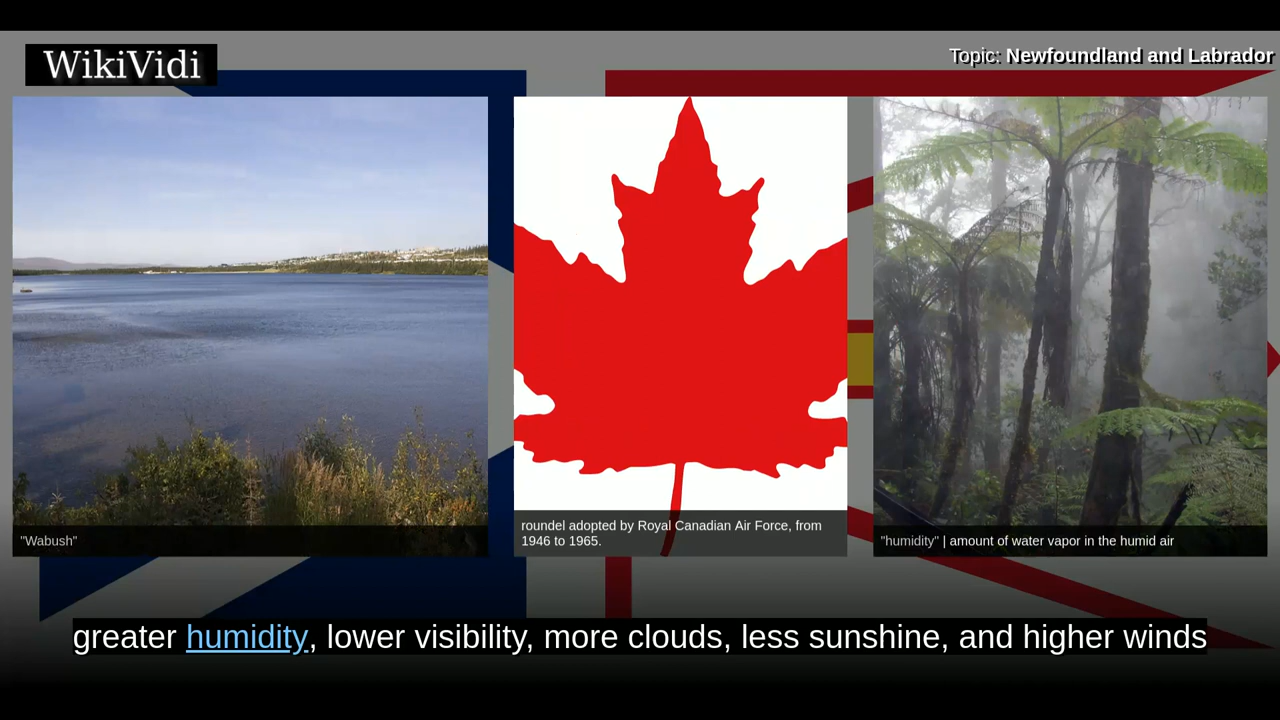 WikiVidi
Topic: Newfoundland and Labrador
"Wabush"
roundel adopted by Royal Canadian Air Force, from
1946 to 1965.
"humidity" | amount of water vapor in the humid air
greater humidity, lower visibility, more clouds, less sunshine, and higher winds